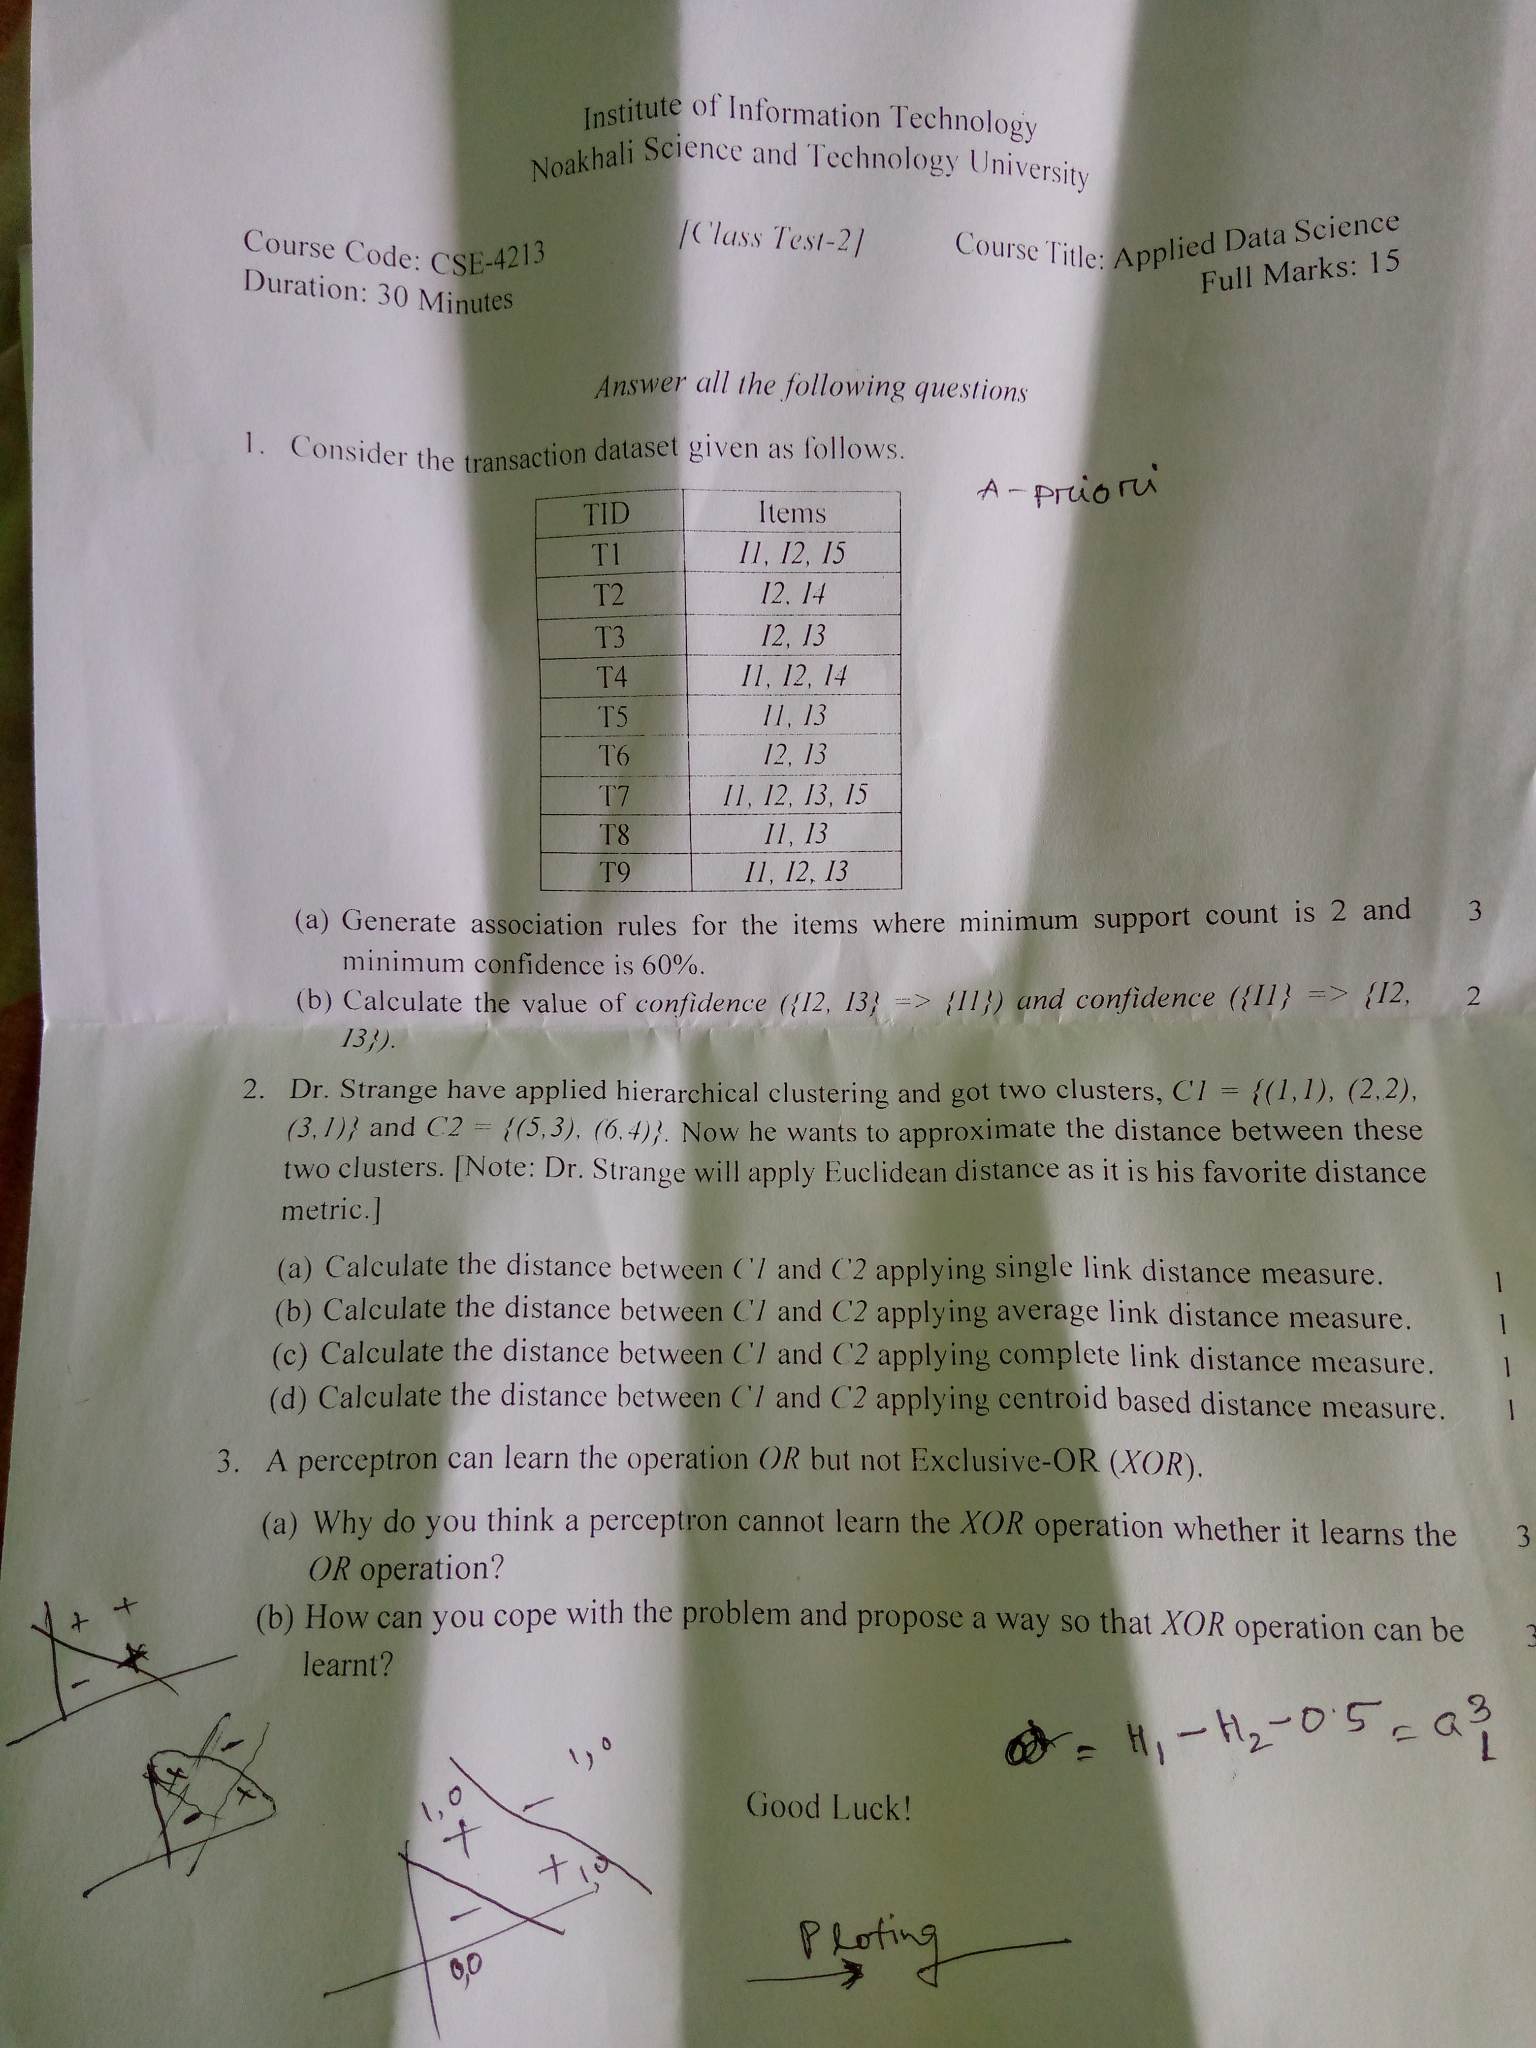 Institute of Information Technology
Noakhali Science and Technology University
[Class Test-2]
Course Code: CSE-4213
Course Title: Applied Data Science
Duration: 30 Minutes
Full Marks: 15
Answer all the following questions
1. Consider the transaction dataset given as follows.
A-priori
TID Items
T1 I1, I2, I5
T2 I2, I4
T3 I2, I3
T4 I1, I2, I4
T5 I1, I3
T6 I2, I3
T7 I1, I2, I3, I5
T8 I1, I3
T9 I1, I2, I3
(a) Generate association rules for the items where minimum support count is 2 and 3
minimum confidence is 60%.
(b) Calculate the value of confidence ({I2, I3} => {I1}) and confidence ({I1} => {I2, 2
I3}).
2. Dr. Strange have applied hierarchical clustering and got two clusters, C1 = {(1,1), (2,2),
(3,1)} and C2 = {(5,3), (6,4)}. Now he wants to approximate the distance between these
two clusters. [Note: Dr. Strange will apply Euclidean distance as it is his favorite distance
metric.]
(a) Calculate the distance between C1 and C2 applying single link distance measure. 1
(b) Calculate the distance between C1 and C2 applying average link distance measure. 1
(c) Calculate the distance between C1 and C2 applying complete link distance measure. 1
(d) Calculate the distance between C1 and C2 applying centroid based distance measure. 1
3. A perceptron can learn the operation OR but not Exclusive-OR (XOR).
(a) Why do you think a perceptron cannot learn the XOR operation whether it learns the 3
OR operation?
(b) How can you cope with the problem and propose a way so that XOR operation can be 3
learnt?
+ +
-
= H₁ - H₂ - 0.5 = a³₁
1,0
1,0
+ -
+ 1,0
-
0,0
Good Luck!
Ploting